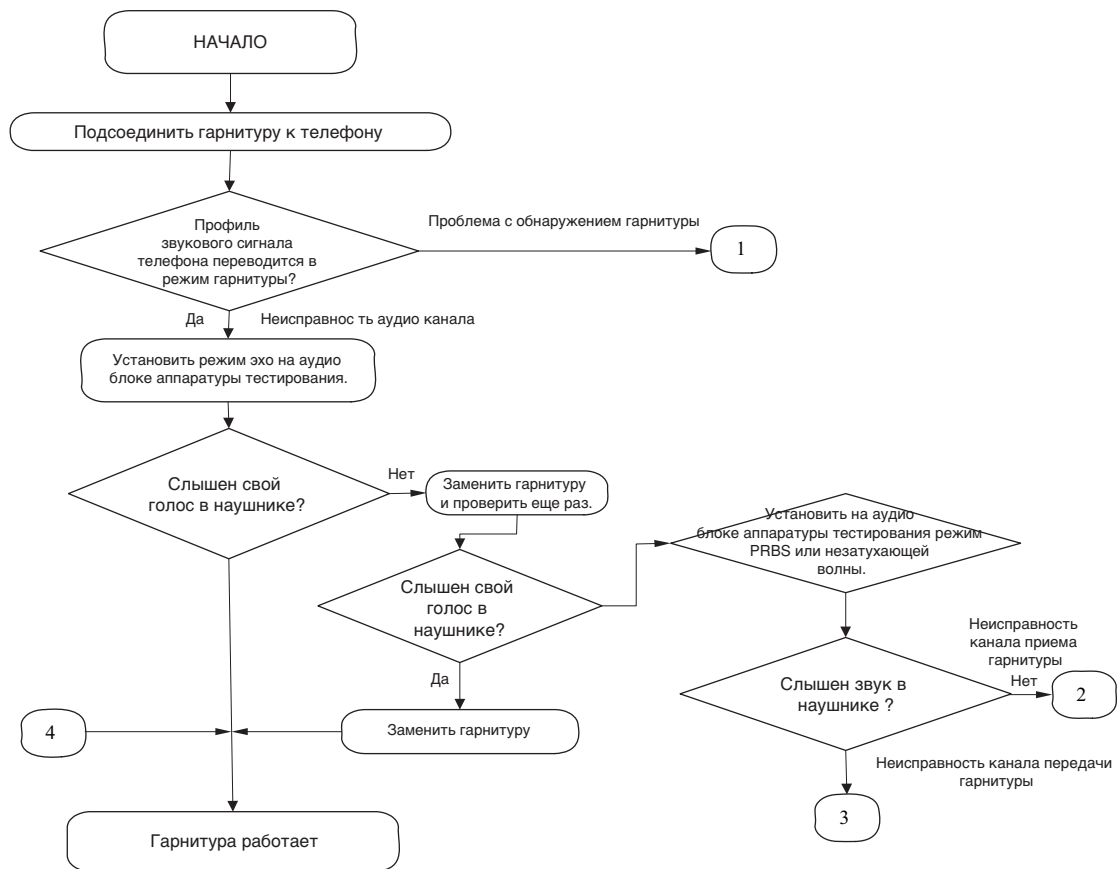 НАЧАЛО
Подсоединить гарнитуру к телефону
Профиль
звукового сигнала
телефона переводится в
режим гарнитуры?
Проблема с обнаружением гарнитуры
1
Да
Неисправнос ть аудио канала
Установить режим эхо на аудио
блоке аппаратуры тестирования.
Слышен свой
голос в наушнике?
Нет
Заменить гарнитуру
и проверить еще раз.
Установить на аудио
блоке аппаратуры тестирования режим
PRBS или незатухающей
волны.
Слышен свой
голос в
наушнике?
Неисправность
канала приема
гарнитуры
Нет
2
Слышен звук в
наушнике ?
Да
4
Заменить гарнитуру
Неисправность канала передачи
гарнитуры
3
Гарнитура работает